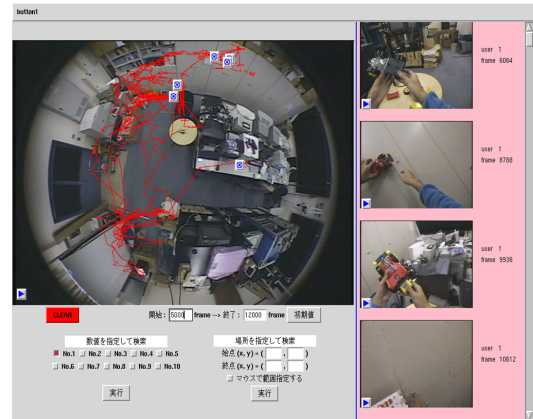 button1
user 1
frame 6064
user 1
frame 8788
user 1
frame 9936
user 1
frame 10612
CLEAR
開始: 5000 frame --> 終了: 12000 frame 初期値
数値を指定して検索
No.1 No.2 No.3 No.4 No.5
No.6 No.7 No.8 No.9 No.10
実行
場所を指定して検索
始点 (x, y) = ( , )
終点 (x, y) = ( , )
マウスで範囲指定する
実行